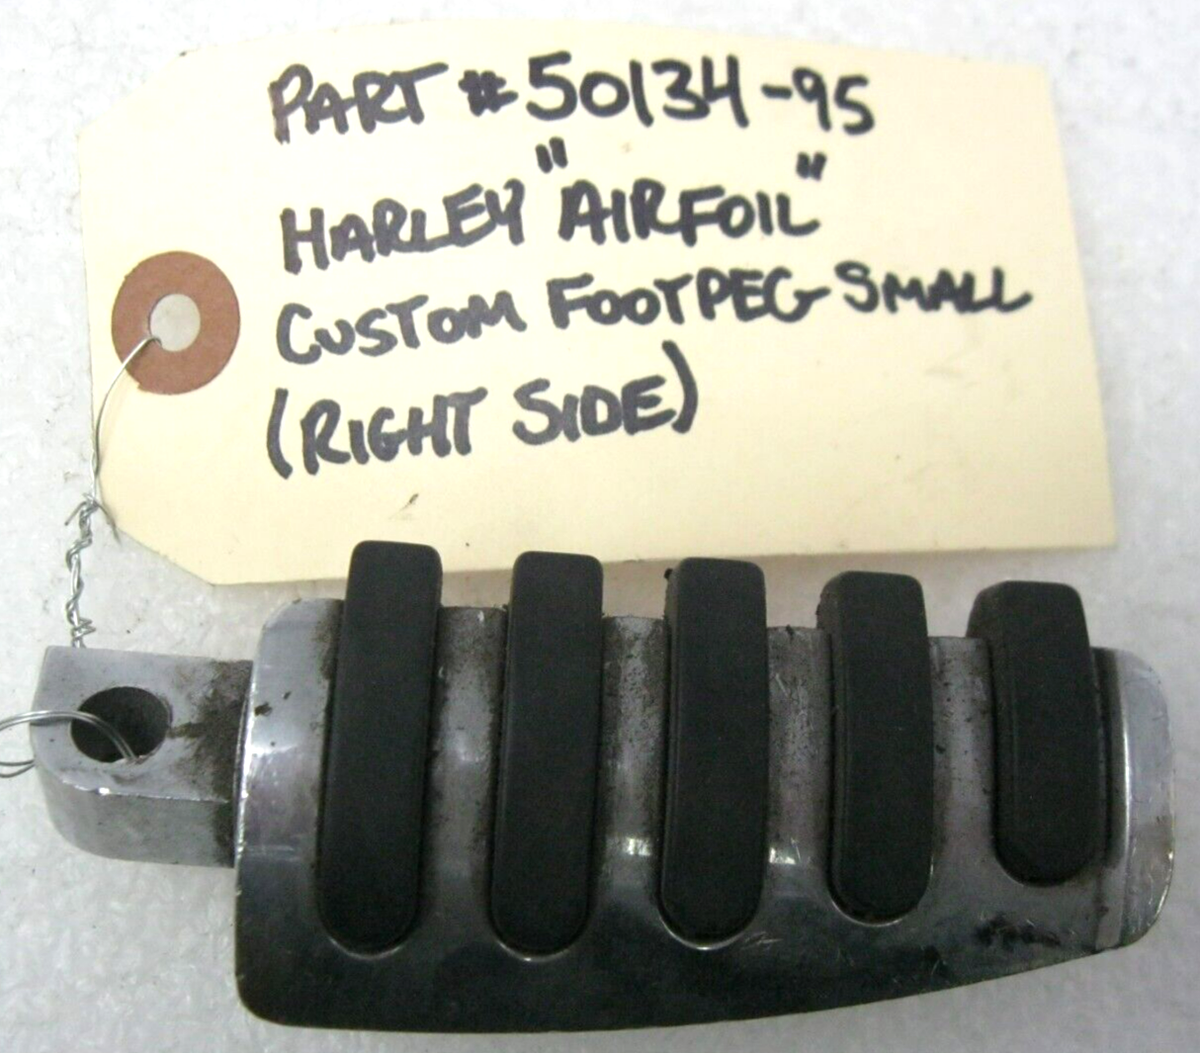 PART #50134-95
HARLEY "AIRFOIL"
CUSTOM FOOTPEG-SMALL
(RIGHT SIDE)